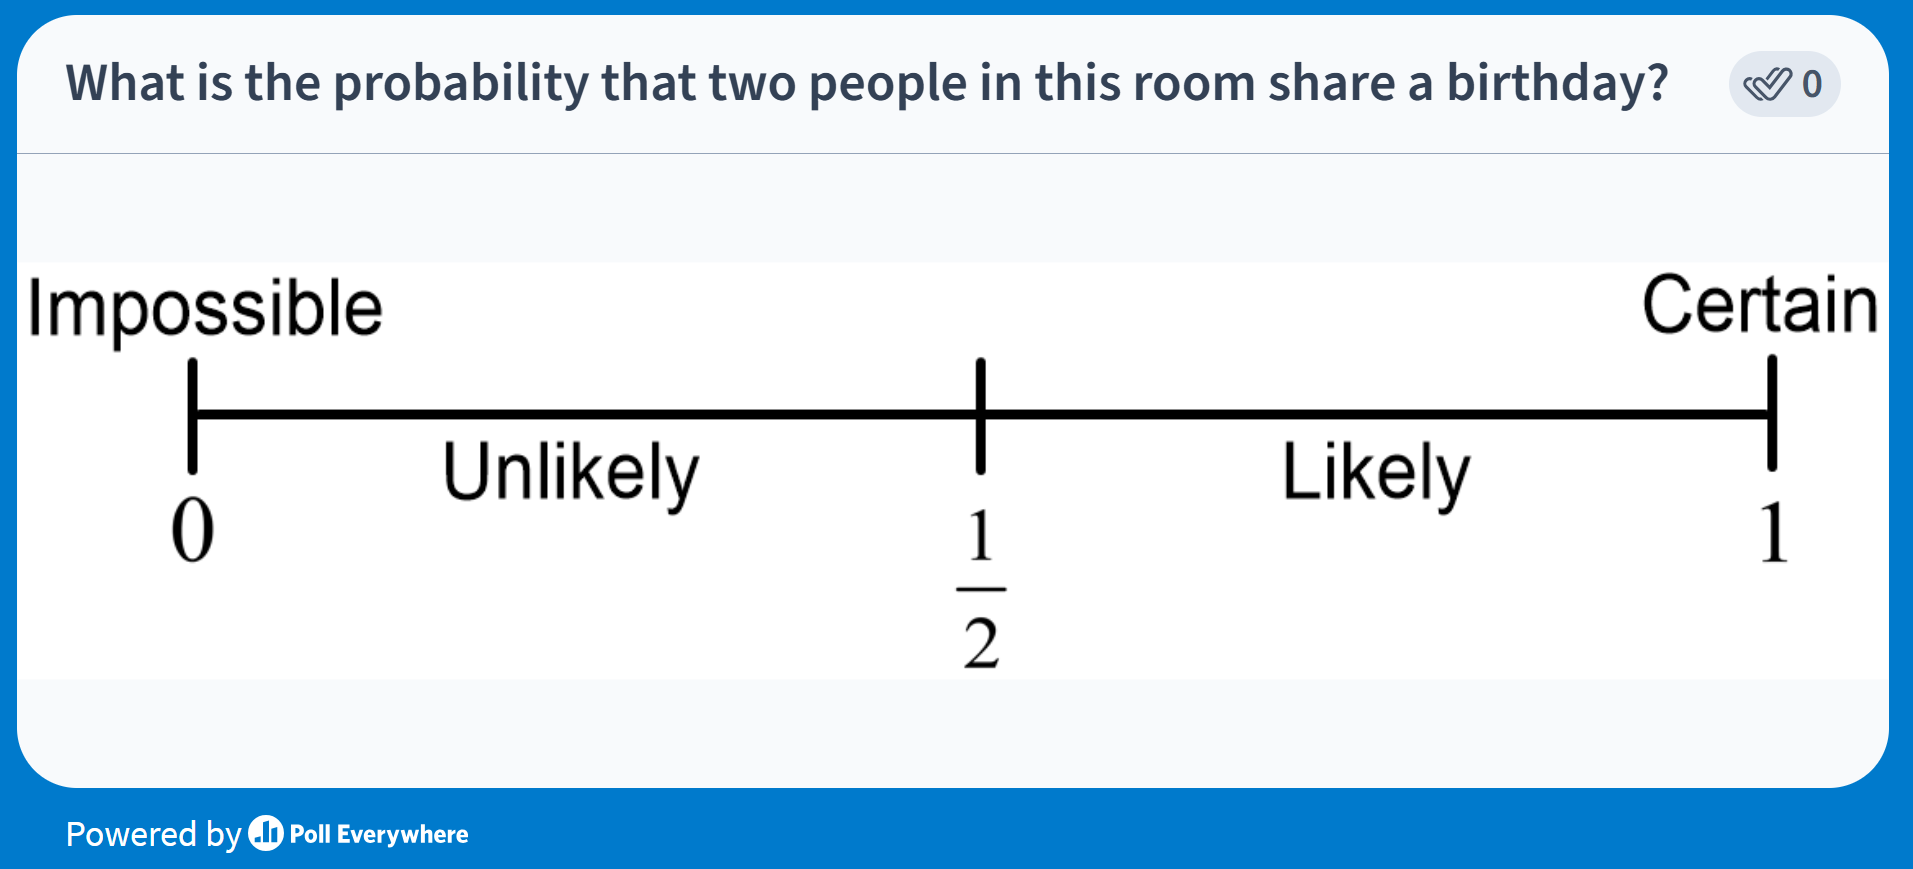 What is the probability that two people in this room share a birthday? 0
Impossible Certain
Unlikely Likely
0 1/2 1
Powered by Poll Everywhere